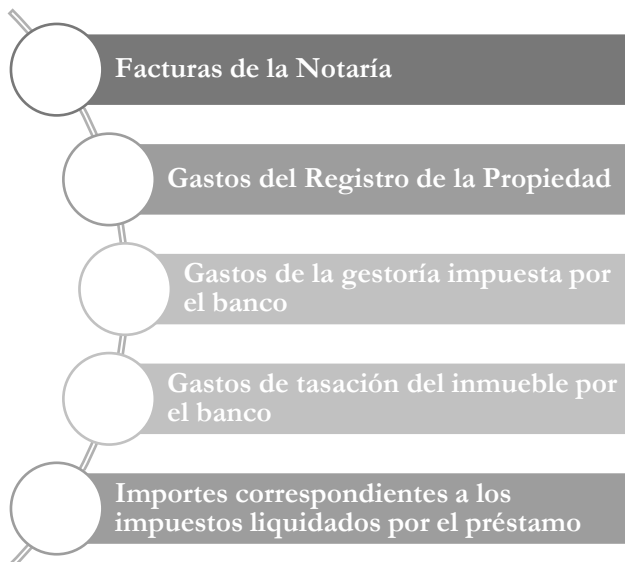 Facturas de la Notaría
Gastos del Registro de la Propiedad
Gastos de la gestoría impuesta por
el banco
Gastos de tasación del inmueble por
el banco
Importes correspondientes a los
impuestos liquidados por el préstamo